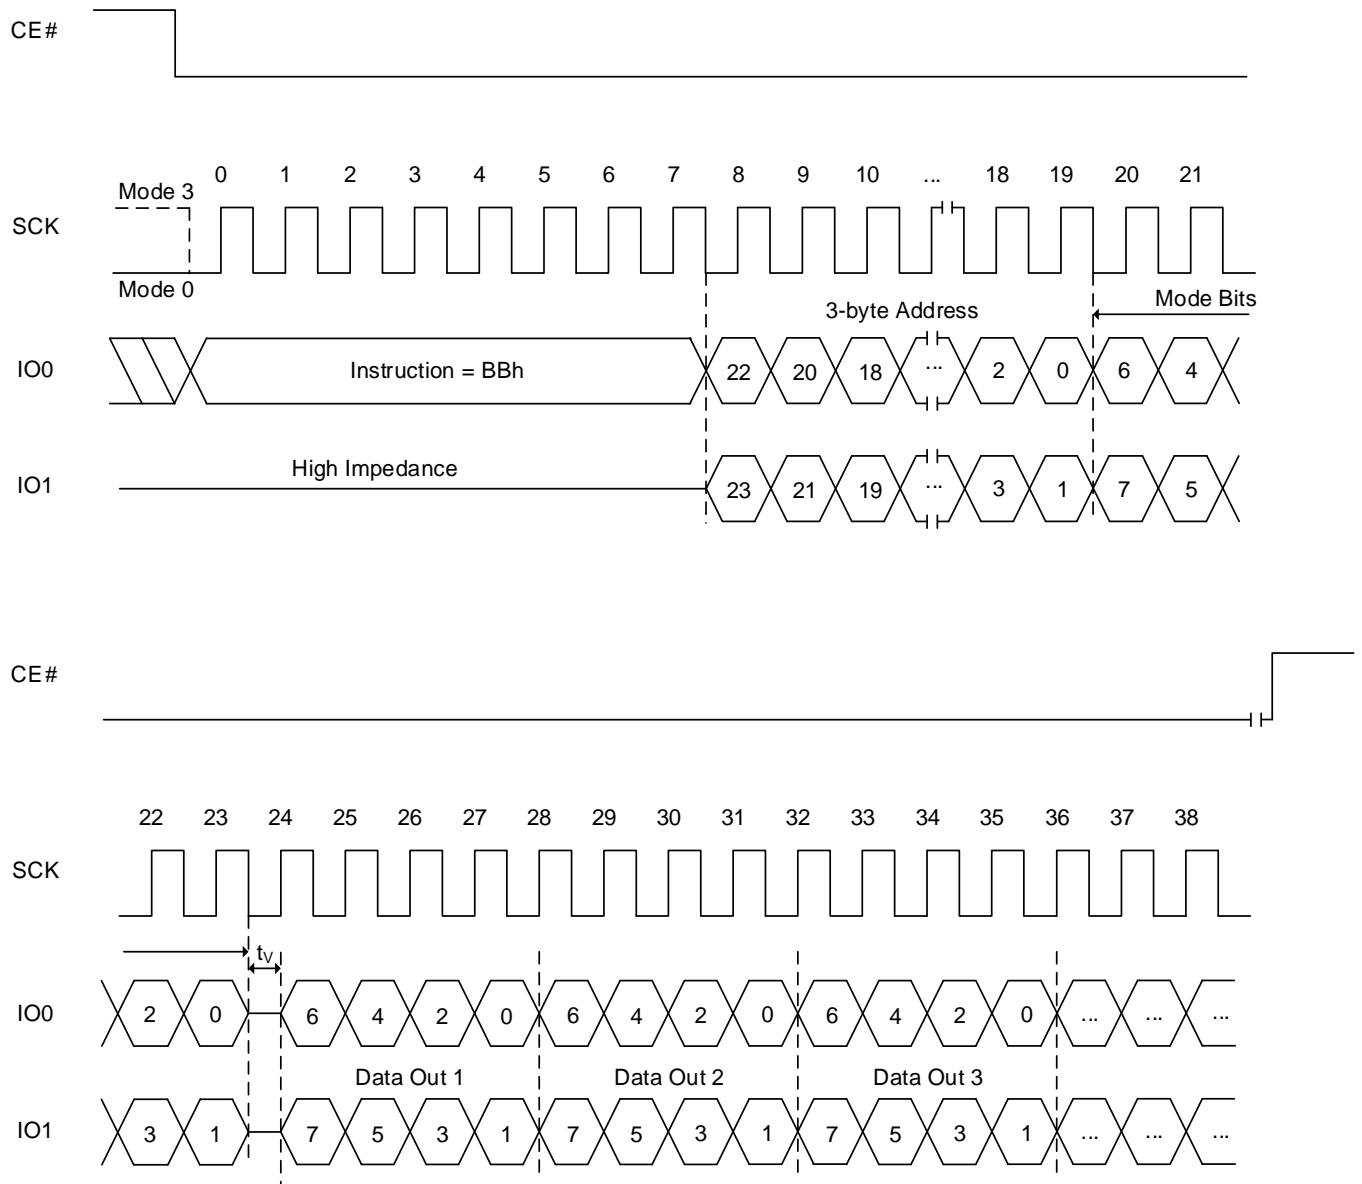 CE#
0 1 2 3 4 5 6 7 8 9 10 ... 18 19 20 21
Mode 3
SCK
Mode 0
3-byte Address
Mode Bits
IO0
Instruction = BBh
22 20 18 ... 2 0 6 4
High Impedance
IO1
23 21 19 ... 3 1 7 5
CE#
22 23 24 25 26 27 28 29 30 31 32 33 34 35 36 37 38
SCK
tV
IO0
2 0 6 4 2 0 6 4 2 0 6 4 2 0 ... ... ...
Data Out 1 Data Out 2 Data Out 3
IO1
3 1 7 5 3 1 7 5 3 1 7 5 3 1 ... ... ...